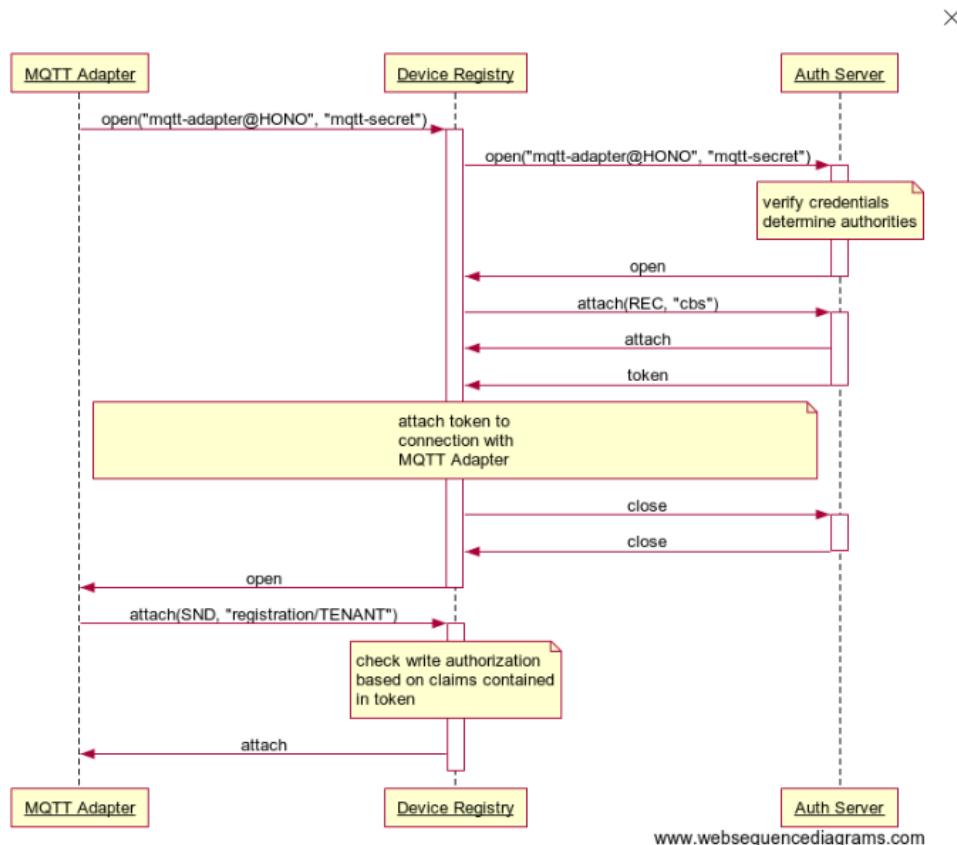 MQTT Adapter
Device Registry
Auth Server
open("mqtt-adapter@HONO", "mqtt-secret")
open("mqtt-adapter@HONO", "mqtt-secret")
verify credentials
determine authorities
open
attach(REC, "cbs")
attach
token
attach token to
connection with
MQTT Adapter
close
close
open
attach(SND, "registration/TENANT")
check write authorization
based on claims contained
in token
attach
MQTT Adapter
Device Registry
Auth Server
www.websequencediagrams.com